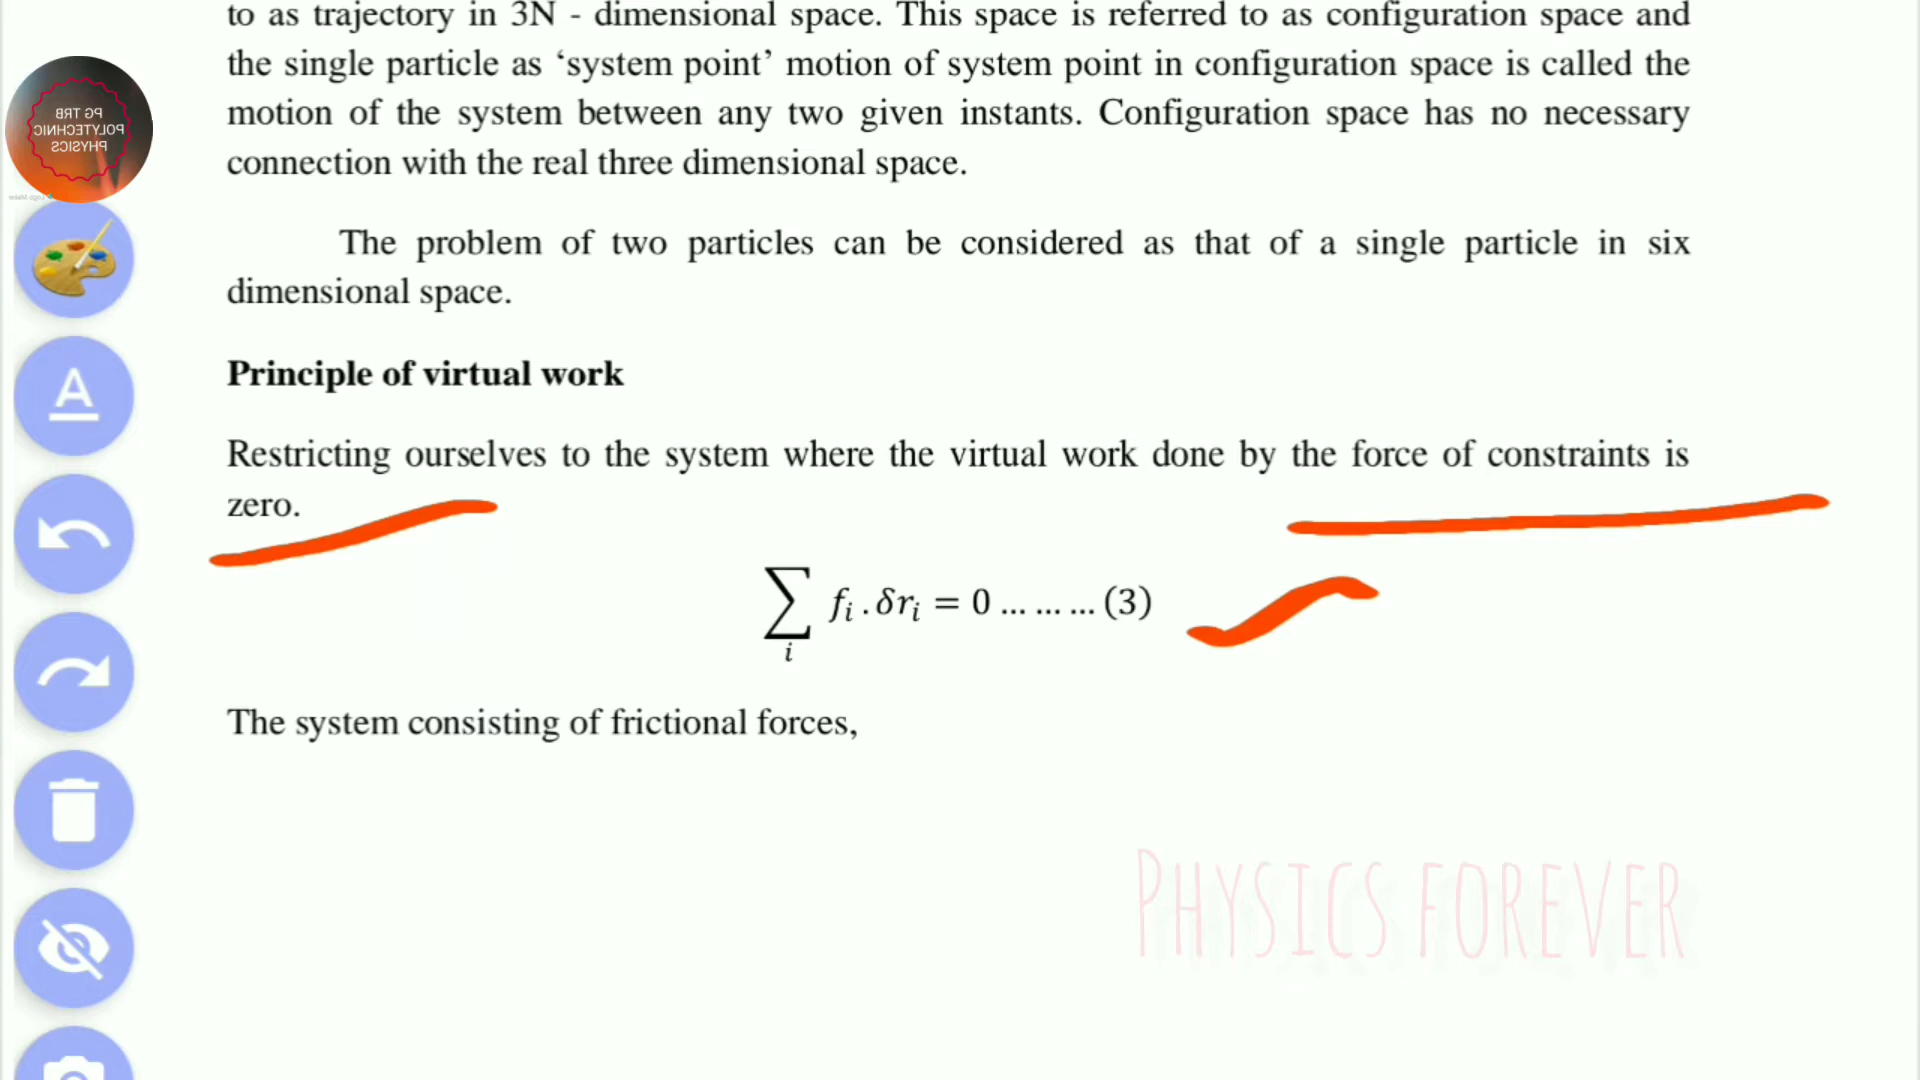 to as trajectory in 3N - dimensional space. This space is referred to as configuration space and
the single particle as ‘system point’ motion of system point in configuration space is called the
motion of the system between any two given instants. Configuration space has no necessary
connection with the real three dimensional space.
The problem of two particles can be considered as that of a single particle in six
dimensional space.
Principle of virtual work
Restricting ourselves to the system where the virtual work done by the force of constraints is
zero.
∑ᵢ fᵢ . δrᵢ = 0 … … … (3)
The system consisting of frictional forces,
PG TRB
POLYTECHNIC
PHYSICS
A
PHYSICS FOREVER